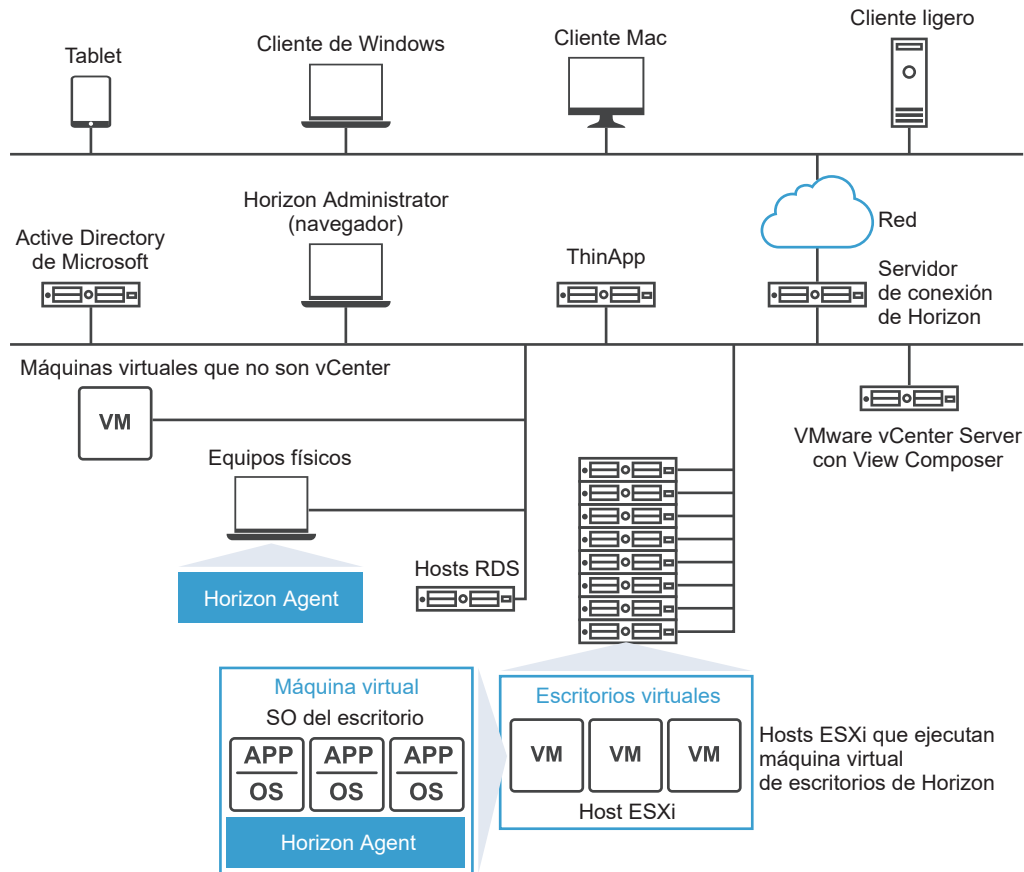 Tablet
Cliente de Windows
Cliente Mac
Cliente ligero
Horizon Administrator
(navegador)
Red
Active Directory
de Microsoft
ThinApp
Servidor
de conexión
de Horizon
Máquinas virtuales que no son vCenter
VM
VMware vCenter Server
con View Composer
Equipos físicos
Horizon Agent
Hosts RDS
Máquina virtual
SO del escritorio
APP
OS
APP
OS
APP
OS
Horizon Agent
Escritorios virtuales
VM
VM
VM
Host ESXi
Hosts ESXi que ejecutan
máquina virtual
de escritorios de Horizon